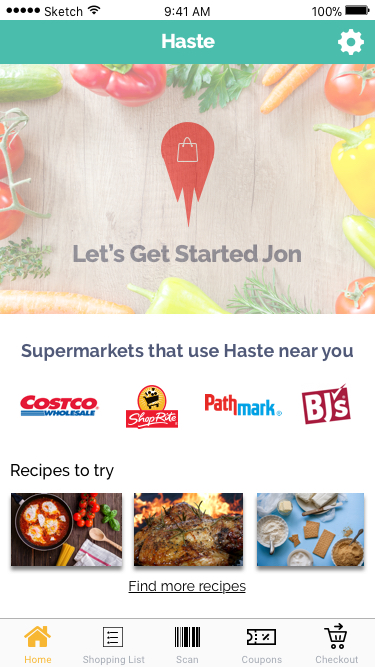 Sketch 9:41 AM 100%
Haste
Let's Get Started Jon
Supermarkets that use Haste near you
COSTCO WHOLESALE
ShopRite
Pathmark®
BJ's
Recipes to try
Find more recipes
Home Shopping List Scan Coupons Checkout